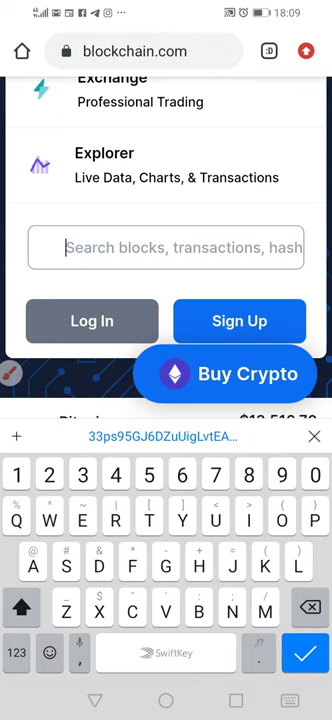 18:09
blockchain.com
:D
Exchange
Professional Trading
Explorer
Live Data, Charts, & Transactions
Search blocks, transactions, hash
Log In
Sign Up
Buy Crypto
33ps95GJ6DZuUigLvtEA...
1 2 3 4 5 6 7 8 9 0
Q W E R T Y U I O P
@ # & * - + = ( )
A S D F G H J K L
Z X C V B N M
123 , SwiftKey .